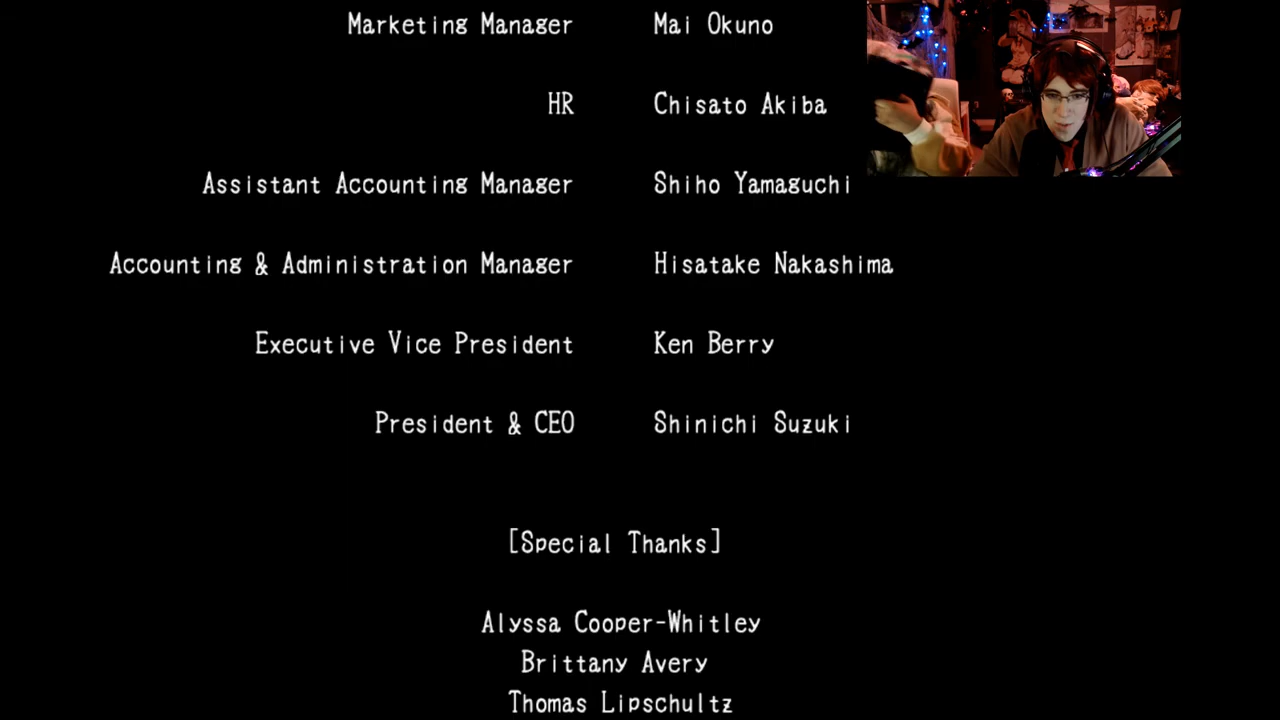 Marketing Manager Mai Okuno
HR Chisato Akiba
Assistant Accounting Manager Shiho Yamaguchi
Accounting & Administration Manager Hisatake Nakashima
Executive Vice President Ken Berry
President & CEO Shinichi Suzuki
[Special Thanks]
Alyssa Cooper-Whitley
Brittany Avery
Thomas Lipschultz